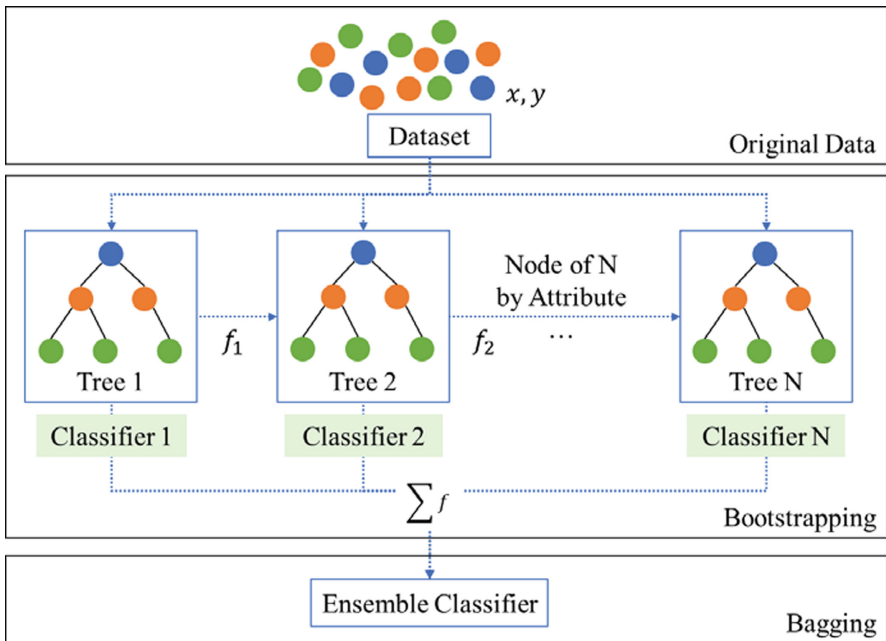 x, y
Dataset
Original Data
Node of N
by Attribute
f₁
f₂
...
Tree 1
Tree 2
Tree N
Classifier 1
Classifier 2
Classifier N
∑ f
Bootstrapping
Ensemble Classifier
Bagging